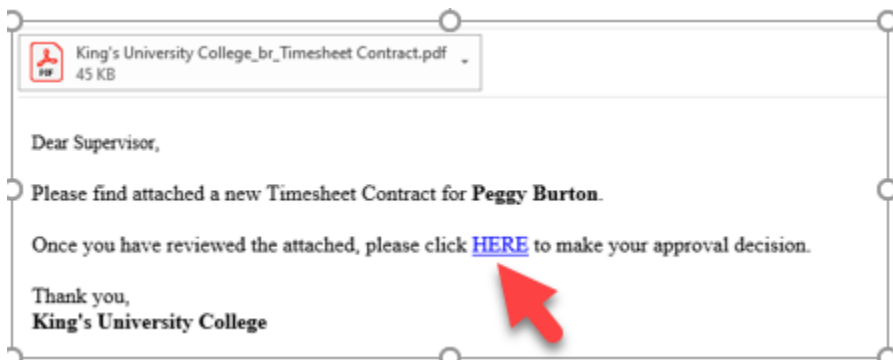 King's University College_br_Timesheet Contract.pdf
PDF
45 KB
Dear Supervisor,
Please find attached a new Timesheet Contract for Peggy Burton.
Once you have reviewed the attached, please click HERE to make your approval decision.
Thank you,
King's University College